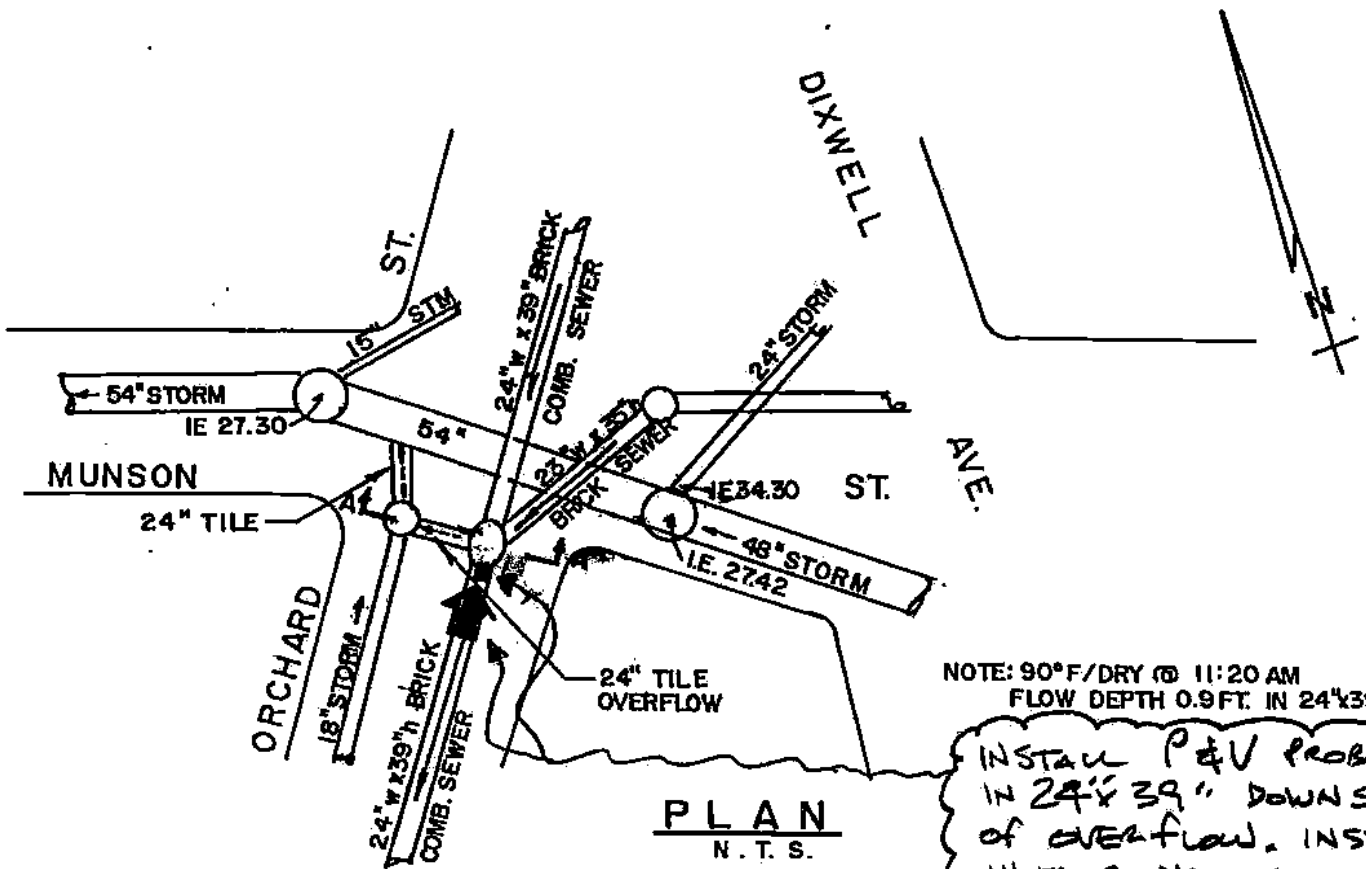 DIXWELL
ST.
15" STM
24" w x 39" BRICK
COMB. SEWER
24" STORM
N
54" STORM
IE 27.30
54"
23" w x 35" h
BRICK SEWER
AVE.
MUNSON
I.E. 34.30
ST.
24" TILE
A
48" STORM
I.E. 27.42
ORCHARD
18" STORM
24" w x 39" h BRICK
COMB. SEWER
24" TILE
OVERFLOW
NOTE: 90°F/DRY @ 11:20 AM
FLOW DEPTH 0.9 FT. IN 24"x
INSTALL P & V
IN 24" x 39"
OF OVERFLOW.
PLAN
N.T.S.